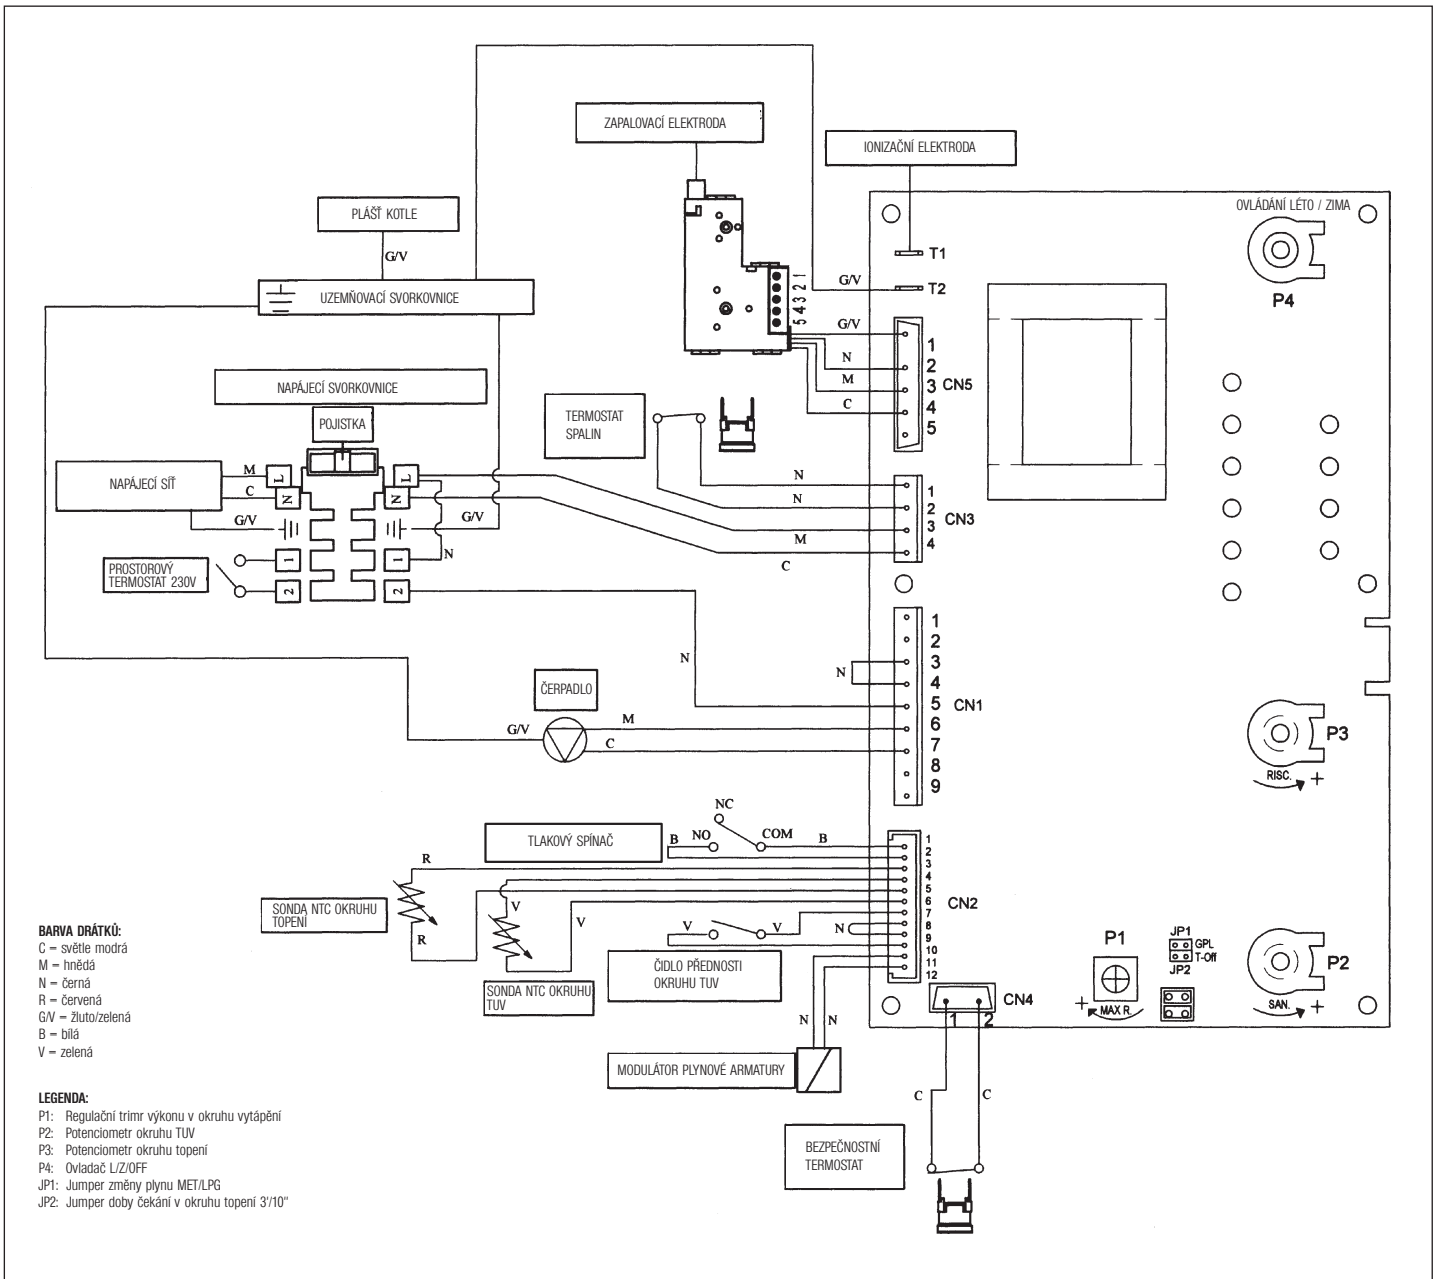 ZAPALOVACÍ ELEKTRODA
IONIZAČNÍ ELEKTRODA
PLÁŠŤ KOTLE
G/V
UZEMŇOVACÍ SVORKOVNICE
OVLÁDÁNÍ LÉTO / ZIMA
P4
T1
G/V
T2
5 4 3 2 1
G/V
N
M
C
1
2
3
4
5
CN5
NAPÁJECÍ SVORKOVNICE
POJISTKA
TERMOSTAT
SPALIN
NAPÁJECÍ SÍŤ
M
C
G/V
L
N
L
N
G/V
1
2
1
2
N
PROSTOROVÝ
TERMOSTAT 230V
N
N
M
C
1
2
3
4
CN3
N
N
1
2
3
4
5
6
7
8
9
CN1
ČERPADLO
G/V
M
C
P3
RISC. +
TLAKOVÝ SPÍNAČ
NC
B
NO
COM
B
1
2
3
4
5
6
7
8
9
10
11
12
CN2
R
R
SONDA NTC OKRUHU
TOPENÍ
V
V
SONDA NTC OKRUHU
TUV
V
V
N
ČIDLO PŘEDNOSTI
OKRUHU TUV
N
N
MODULÁTOR PLYNOVÉ ARMATURY
CN4
1 2
C
C
BEZPEČNOSTNÍ
TERMOSTAT
P1
+
MAX R.
JP1
GPL
T-Off
JP2
P2
SAN. +
BARVA DRÁTKŮ:
C = světle modrá
M = hnědá
N = černá
R = červená
G/V = žluto/zelená
B = bílá
V = zelená
LEGENDA:
P1: Regulační trimr výkonu v okruhu vytápění
P2: Potenciometr okruhu TUV
P3: Potenciometr okruhu topení
P4: Ovladač L/Z/OFF
JP1: Jumper změny plynu MET/LPG
JP2: Jumper doby čekání v okruhu topení 3'/10"